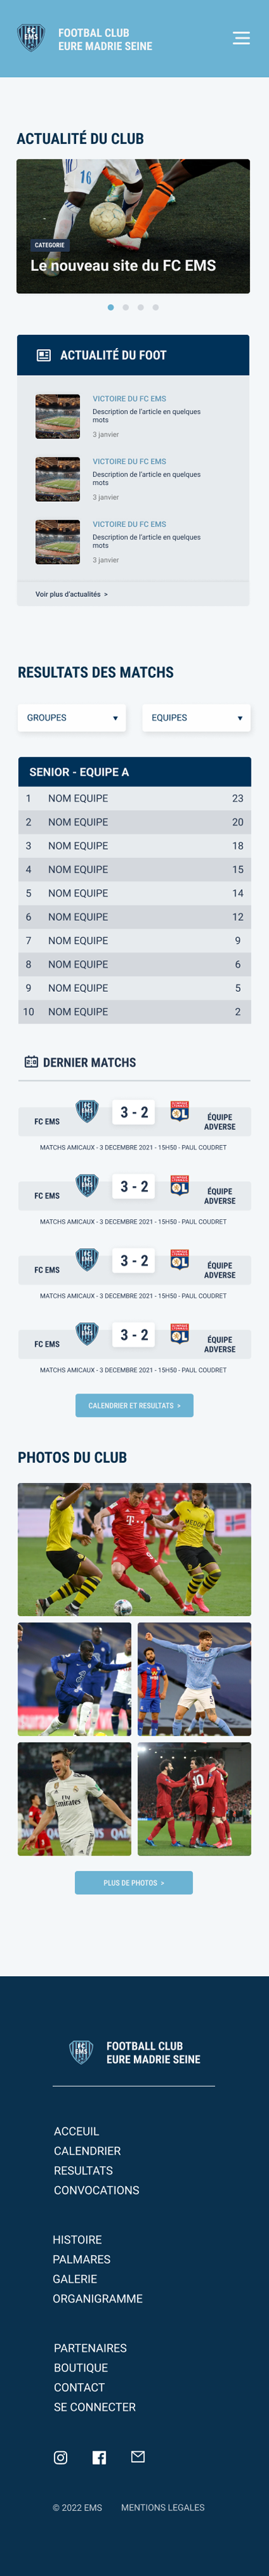 FC
EMS
FOOTBAL CLUB
EURE MADRIE SEINE
ACTUALITÉ DU CLUB
16
CATEGORIE
Le nouveau site du FC EMS
ACTUALITÉ DU FOOT
VICTOIRE DU FC EMS
Description de l'article en quelques
mots
3 janvier
VICTOIRE DU FC EMS
Description de l'article en quelques
mots
3 janvier
VICTOIRE DU FC EMS
Description de l'article en quelques
mots
3 janvier
Voir plus d'actualités >
RESULTATS DES MATCHS
GROUPES
EQUIPES
SENIOR - EQUIPE A
1 NOM EQUIPE 23
2 NOM EQUIPE 20
3 NOM EQUIPE 18
4 NOM EQUIPE 15
5 NOM EQUIPE 14
6 NOM EQUIPE 12
7 NOM EQUIPE 9
8 NOM EQUIPE 6
9 NOM EQUIPE 5
10 NOM EQUIPE 2
DERNIER MATCHS
FC EMS 3 - 2 ÉQUIPE
ADVERSE
MATCHS AMICAUX - 3 DECEMBRE 2021 - 15H50 - PAUL COUDRET
FC EMS 3 - 2 ÉQUIPE
ADVERSE
MATCHS AMICAUX - 3 DECEMBRE 2021 - 15H50 - PAUL COUDRET
FC EMS 3 - 2 ÉQUIPE
ADVERSE
MATCHS AMICAUX - 3 DECEMBRE 2021 - 15H50 - PAUL COUDRET
FC EMS 3 - 2 ÉQUIPE
ADVERSE
MATCHS AMICAUX - 3 DECEMBRE 2021 - 15H50 - PAUL COUDRET
CALENDRIER ET RESULTATS >
PHOTOS DU CLUB
PLUS DE PHOTOS >
FC
EMS
FOOTBALL CLUB
EURE MADRIE SEINE
ACCEUIL
CALENDRIER
RESULTATS
CONVOCATIONS
HISTOIRE
PALMARES
GALERIE
ORGANIGRAMME
PARTENAIRES
BOUTIQUE
CONTACT
SE CONNECTER
© 2022 EMS MENTIONS LEGALES